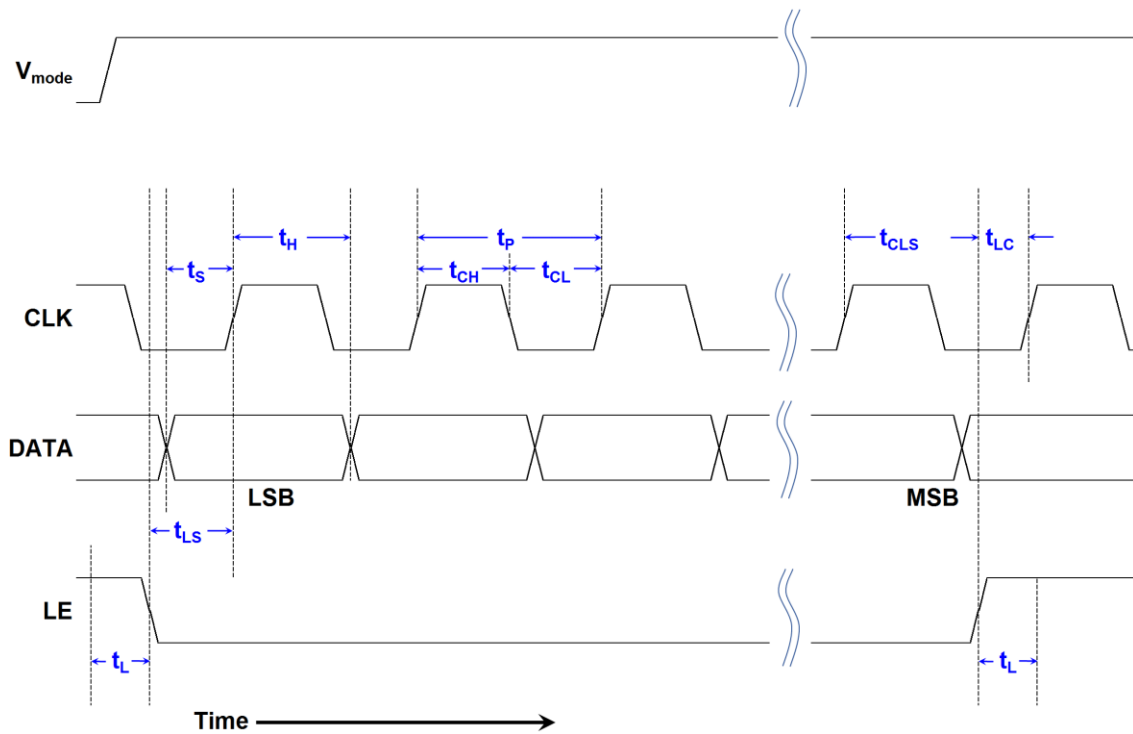 Vmode
tH
tP
tCLS
tLC
tS
tCH
tCL
CLK
DATA
LSB
MSB
tLS
LE
tL
tL
Time